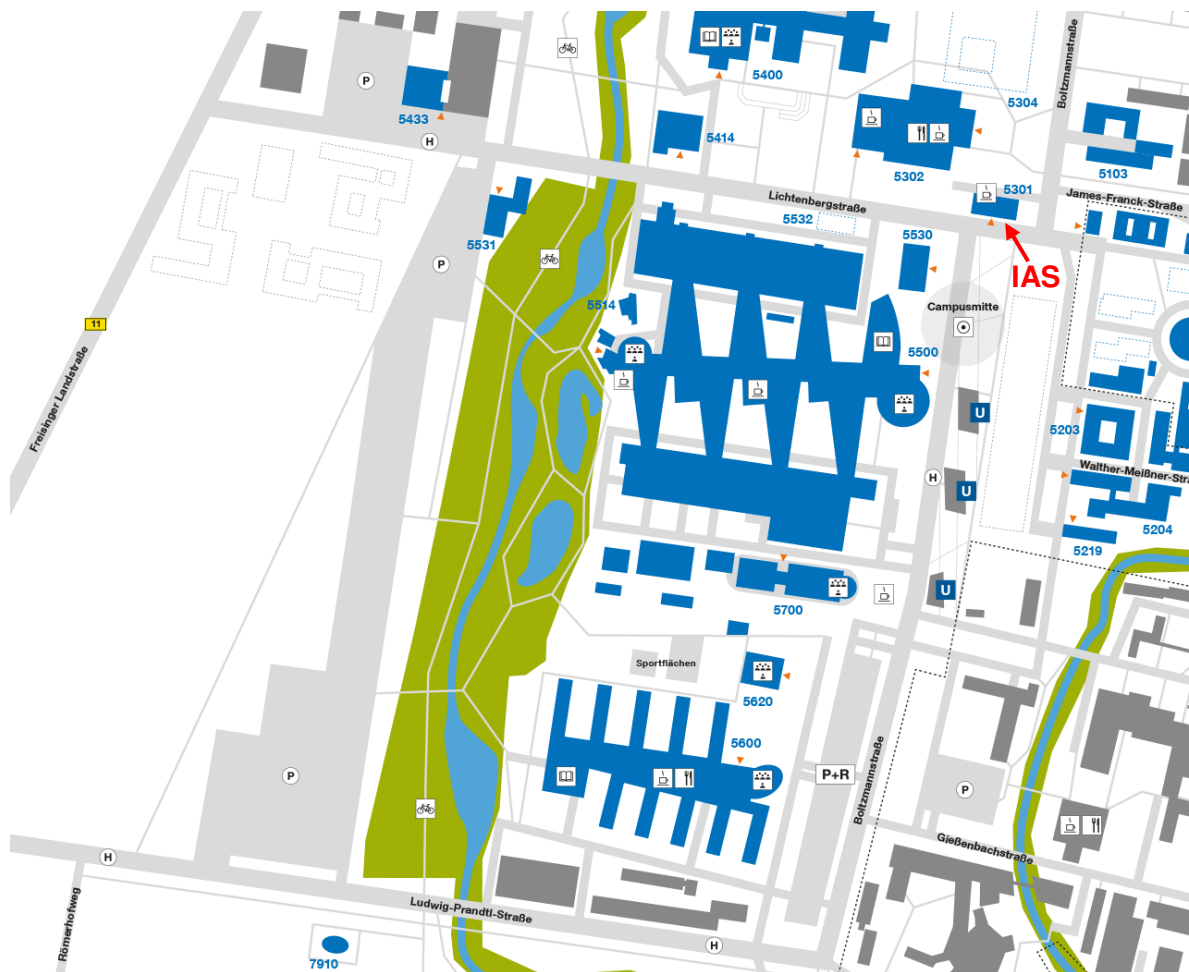 5400
Boltzmannstraße
P
5304
H
5433
5414
5302
5103
5301
James-Franck-Straße
Lichtenbergstraße
5532
5530
5531
P
IAS
5514
Campusmitte
11
5500
Freisinger Landstraße
U
5203
H
U
Walther-Meißner-Stra
5204
5219
U
5700
Sportflächen
5620
5600
P
P+R
Boltzmannstraße
P
Gießenbachstraße
H
Ludwig-Prandtl-Straße
Römerhofweg
H
7910